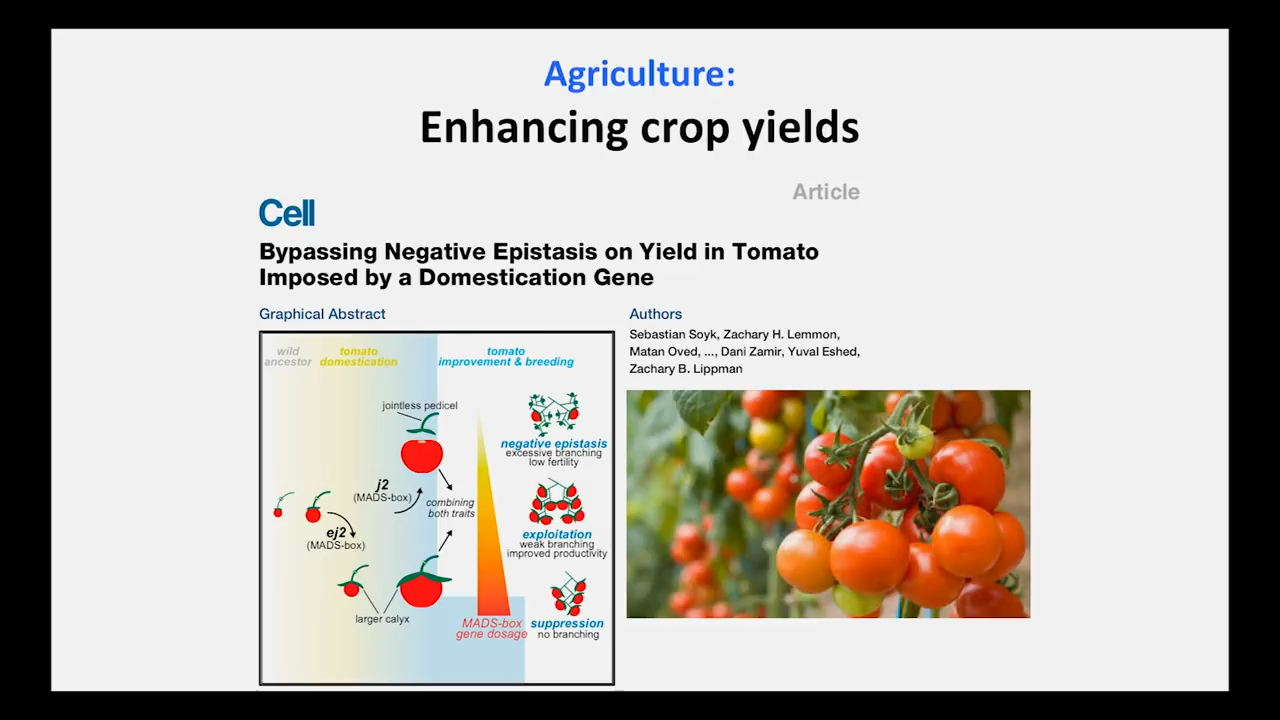 Agriculture:
Enhancing crop yields
Article
Cell
Bypassing Negative Epistasis on Yield in Tomato
Imposed by a Domestication Gene
Graphical Abstract
wild
ancestor
tomato
domestication
tomato
improvement & breeding
jointless pedicel
j2
(MADS-box)
ej2
(MADS-box)
combining
both traits
larger calyx
negative epistasis
excessive branching
low fertility
exploitation
weak branching
improved productivity
MADS-box
gene dosage
suppression
no branching
Authors
Sebastian Soyk, Zachary H. Lemmon,
Matan Oved, ..., Dani Zamir, Yuval Eshed,
Zachary B. Lippman